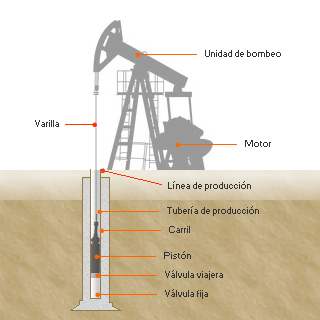 Unidad de bombeo
Varilla
Motor
Línea de producción
Tubería de producción
Carril
Pistón
Válvula viajera
Válvula fija